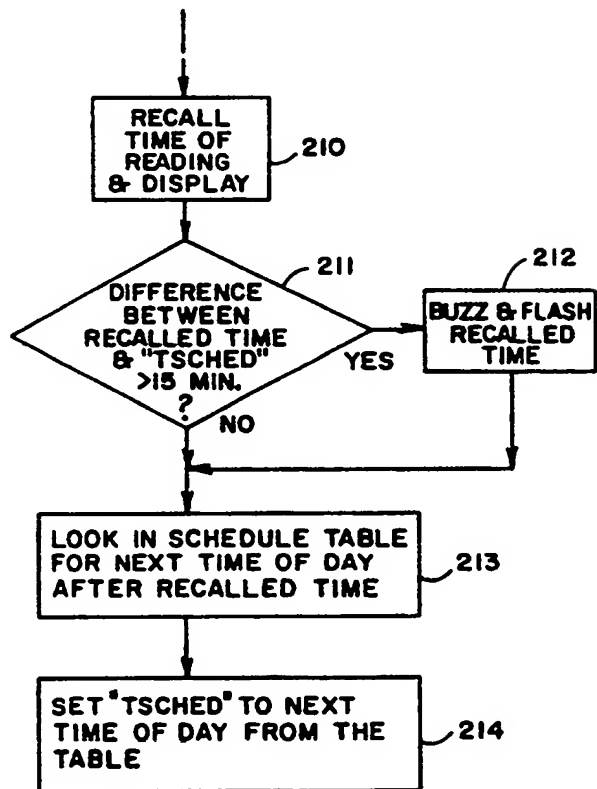 RECALL
TIME OF
READING
& DISPLAY
210
211
DIFFERENCE
BETWEEN
RECALLED TIME
& "TSCHED"
>15 MIN.
?
YES
NO
212
BUZZ & FLASH
RECALLED
TIME
LOOK IN SCHEDULE TABLE
FOR NEXT TIME OF DAY
AFTER RECALLED TIME
213
SET "TSCHED" TO NEXT
TIME OF DAY FROM THE
TABLE
214